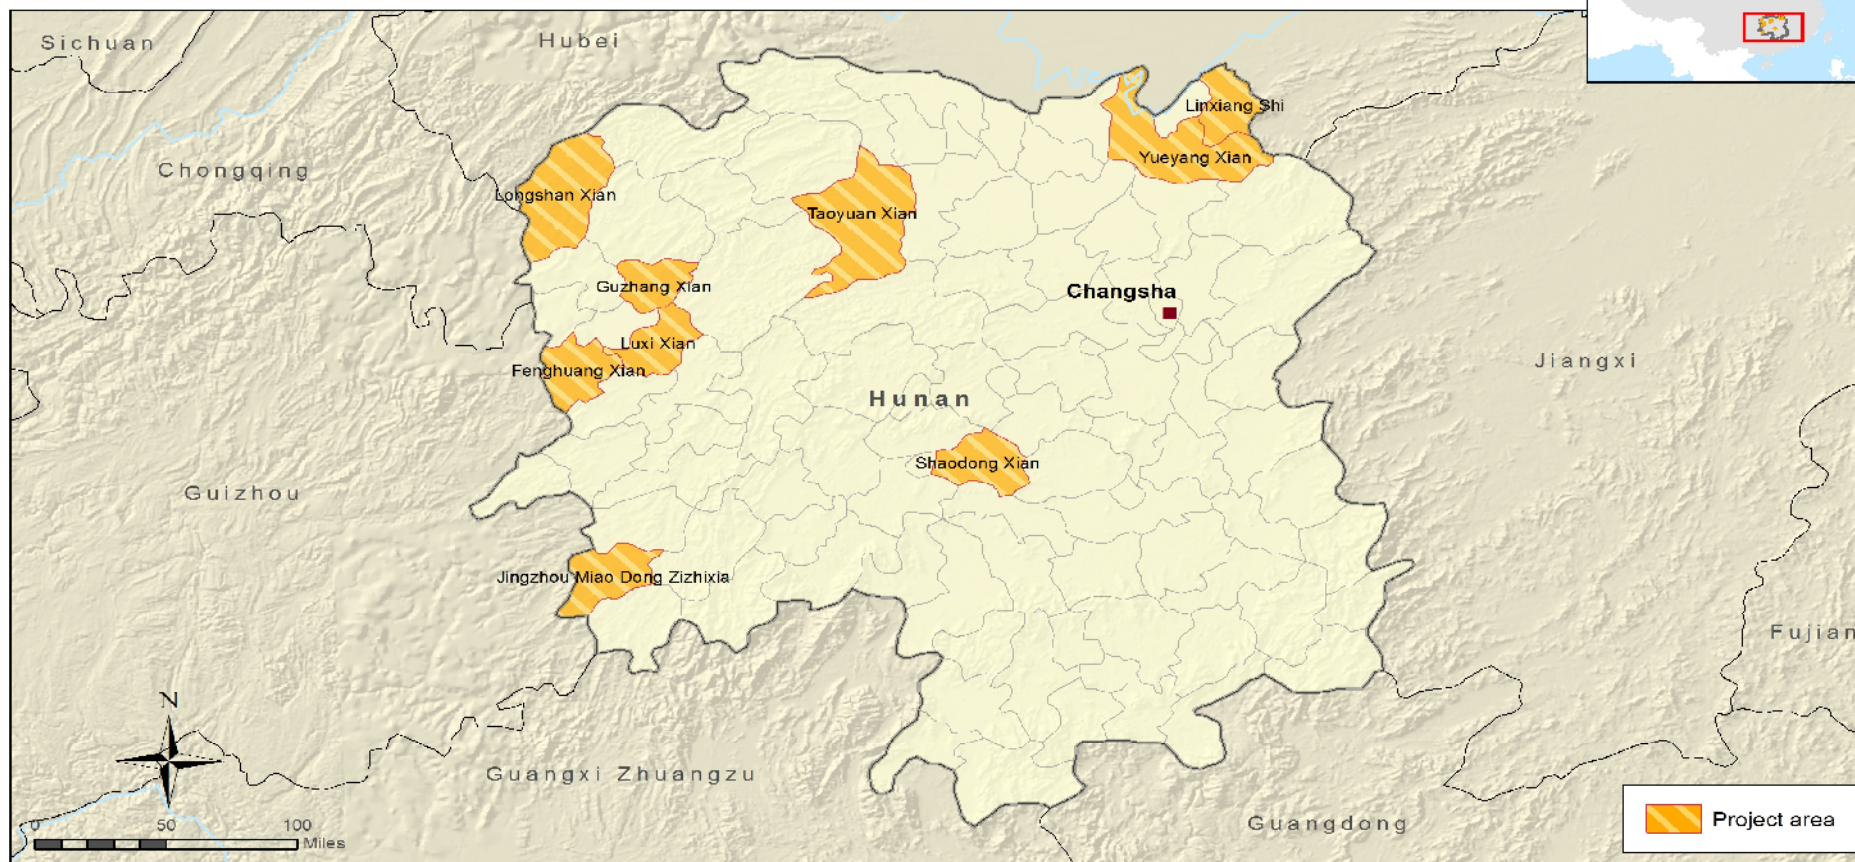 Sichuan
Hubei
Linxiang Shi
Yueyang Xian
Chongqing
Longshan Xian
Taoyuan Xian
Guzhang Xian
Changsha
Luxi Xian
Jiangxi
Fenghuang Xian
Hunan
Shaodong Xian
Guizhou
Jingzhou Miao Dong Zizhixia
Fujian
N
Guangxi Zhuangzu
Guangdong
Project area
0 50 100
Miles